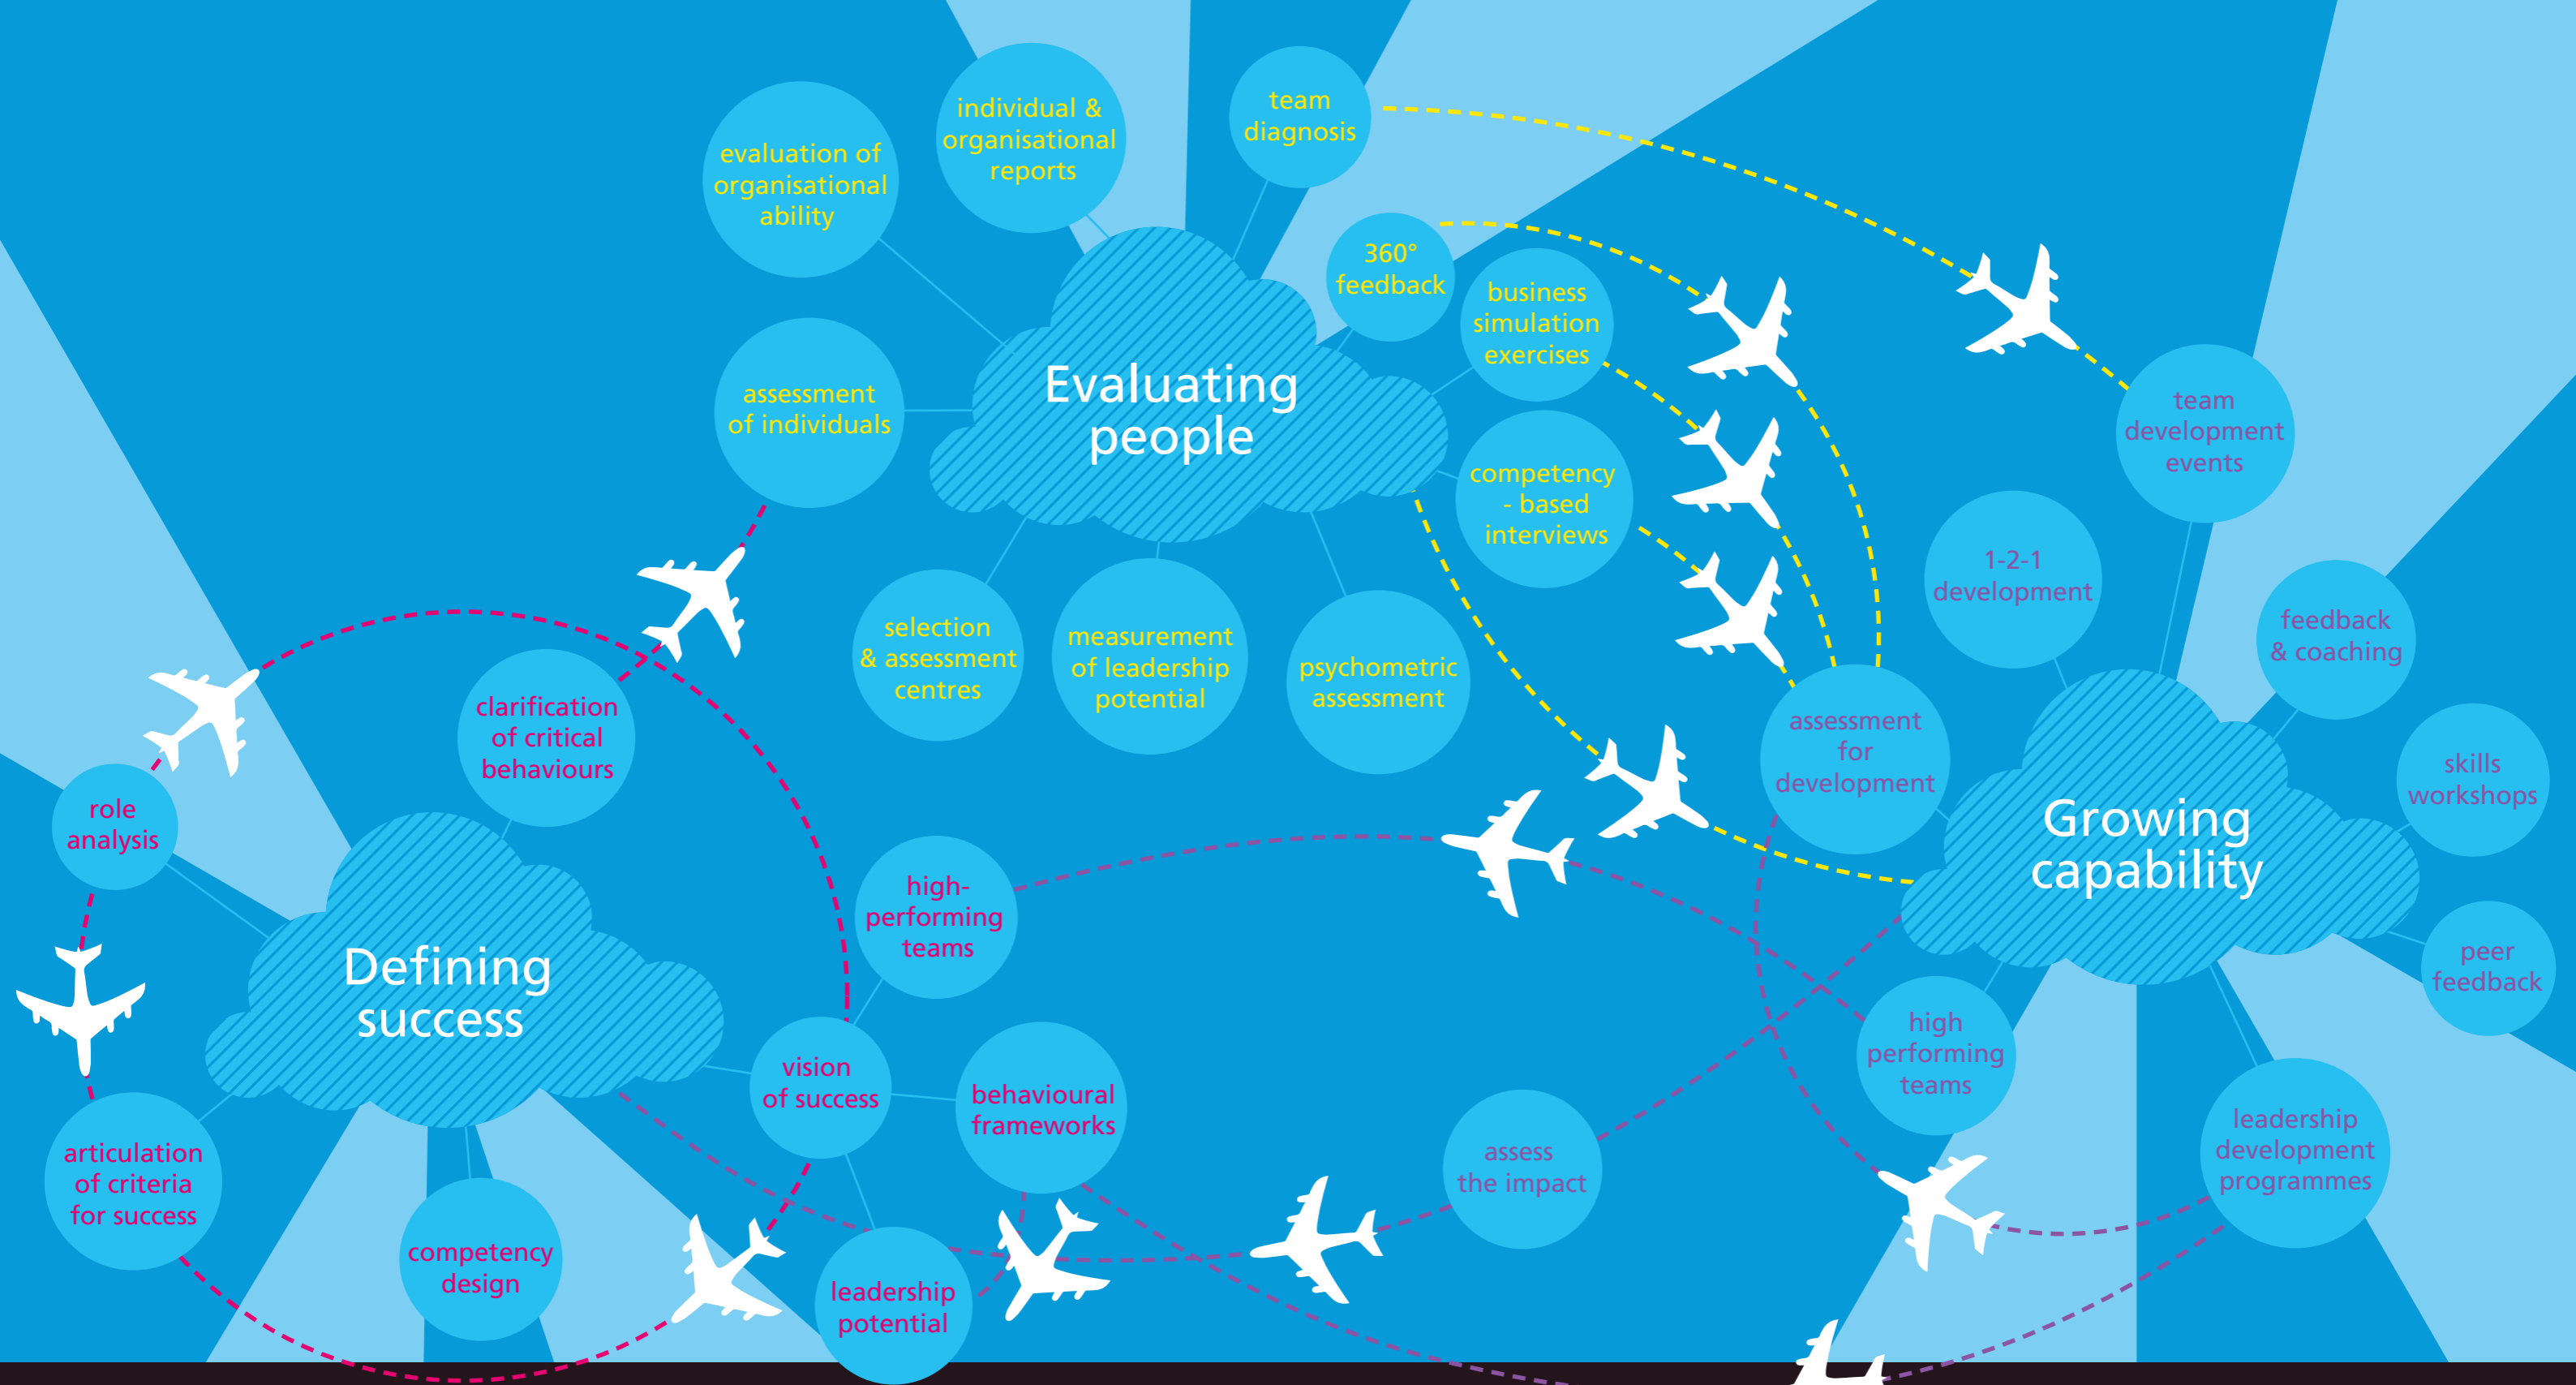 individual &
organisational
reports
team
diagnosis
evaluation of
organisational
ability
360°
feedback
business
simulation
exercises
assessment
of individuals
Evaluating
people
competency
- based
interviews
selection
& assessment
centres
measurement
of leadership
potential
psychometric
assessment
team
development
events
1-2-1
development
feedback
& coaching
assessment
for
development
skills
workshops
Growing
capability
peer
feedback
high
performing
teams
leadership
development
programmes
assess
the impact
clarification
of critical
behaviours
role
analysis
high-
performing
teams
Defining
success
vision
of success
behavioural
frameworks
articulation
of criteria
for success
competency
design
leadership
potential